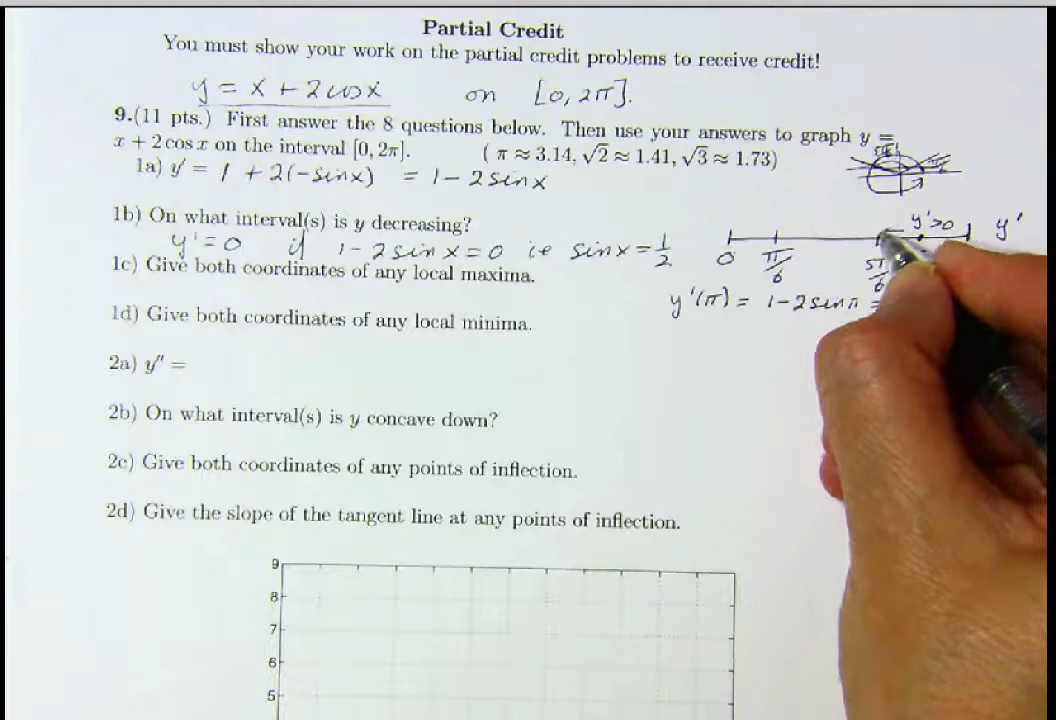 Partial Credit
You must show your work on the partial credit problems to receive credit!
y = x + 2 cos x on [0, 2π].
9.(11 pts.) First answer the 8 questions below. Then use your answers to graph y =
x + 2 cos x on the interval [0, 2π]. ( π ≈ 3.14, √2 ≈ 1.41, √3 ≈ 1.73)
1a) y′ = 1 + 2(-sin x) = 1 - 2 sin x
1b) On what interval(s) is y decreasing?
y′>0 y′
y′ = 0 if 1 - 2 sin x = 0 ie sin x = 1/2
0 π/6 5π/6
1c) Give both coordinates of any local maxima.
y′(π) = 1 - 2 sin π =
1d) Give both coordinates of any local minima.
2a) y″ =
2b) On what interval(s) is y concave down?
2c) Give both coordinates of any points of inflection.
2d) Give the slope of the tangent line at any points of inflection.
9
8
7
6
5